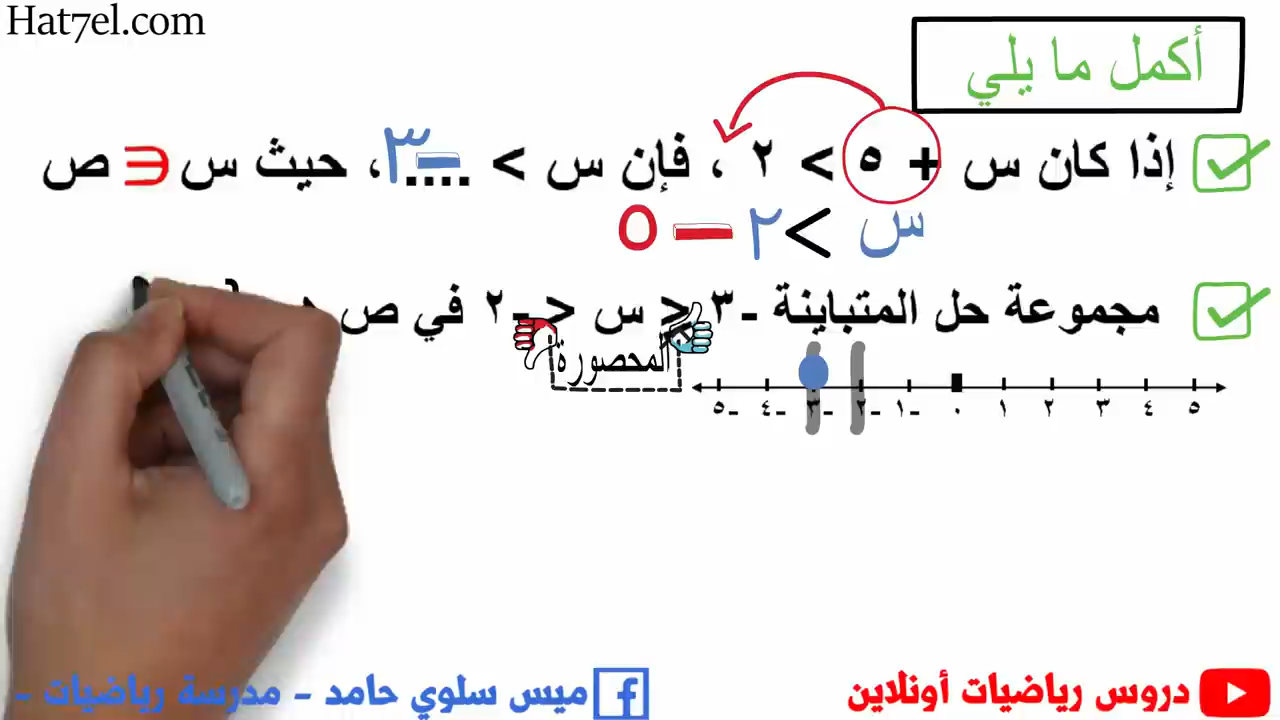 Hat7el.com
أكمل ما يلي
إذا كان س + ٥ > ٢ ، فإن س > .... -٣، حيث س ∋ ص
س > ٢ – ٥
مجموعة حل المتباينة -٣ ≤ س < -٢ في ص
المحصورة
-٥ -٤ -٣ -٢ -١ ٠ ١ ٢ ٣ ٤ ٥
دروس رياضيات أونلاين
ميس سلوي حامد - مدرسة رياضيات -